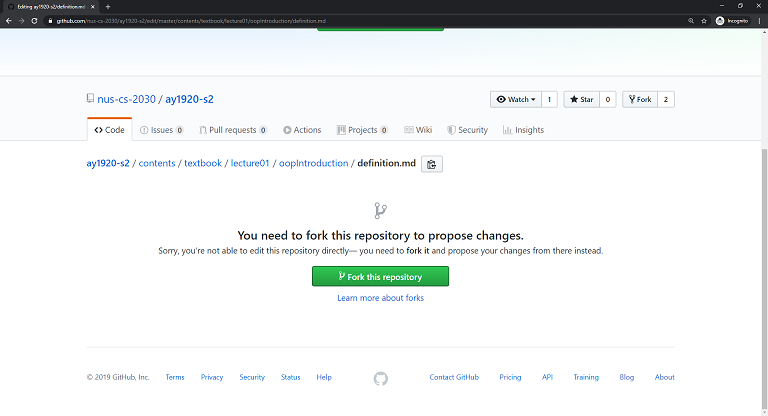 Editing ay1920-s2/definition.md
github.com/nus-cs-2030/ay1920-s2/edit/master/contents/textbook/lecture01/oopIntroduction/definition.md
Incognito
nus-cs-2030 / ay1920-s2
Watch 1 Star 0 Fork 2
Code Issues 0 Pull requests 0 Actions Projects 0 Wiki Security Insights
ay1920-s2 / contents / textbook / lecture01 / oopIntroduction / definition.md
You need to fork this repository to propose changes.
Sorry, you're not able to edit this repository directly— you need to fork it and propose your changes from there instead.
Fork this repository
Learn more about forks
© 2019 GitHub, Inc. Terms Privacy Security Status Help Contact GitHub Pricing API Training Blog About